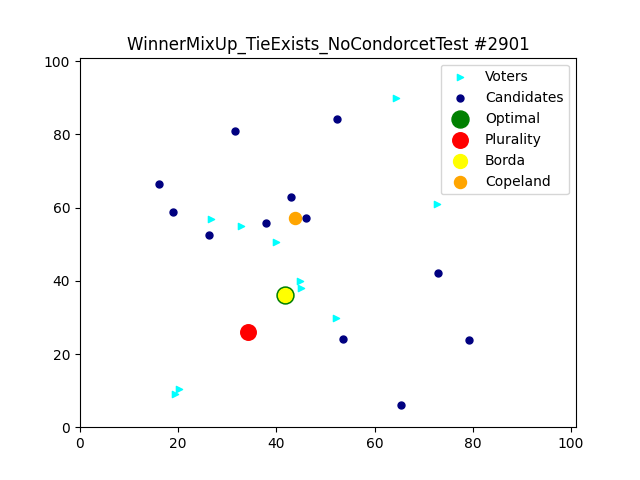 WinnerMixUp_TieExists_NoCondorcetTest #2901
Voters
Candidates
Optimal
Plurality
Borda
Copeland
100
80
60
40
20
0
0 20 40 60 80 100